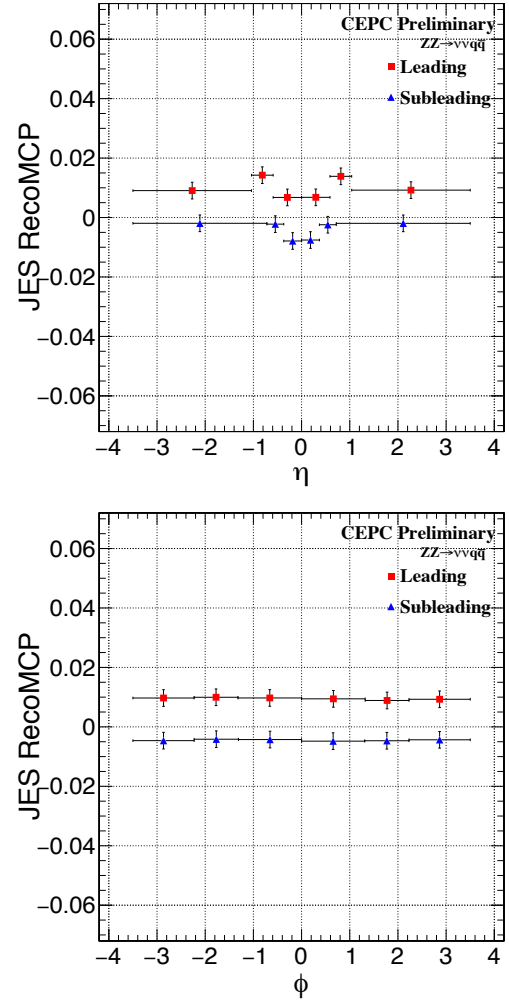 CEPC Preliminary
ZZ→ννqq̄
Leading
Subleading
JES RecoMCP
0.06
0.04
0.02
0
−0.02
−0.04
−0.06
−4 −3 −2 −1 0 1 2 3 4
η
CEPC Preliminary
ZZ→ννqq̄
Leading
Subleading
JES RecoMCP
0.06
0.04
0.02
0
−0.02
−0.04
−0.06
−4 −3 −2 −1 0 1 2 3 4
ϕ